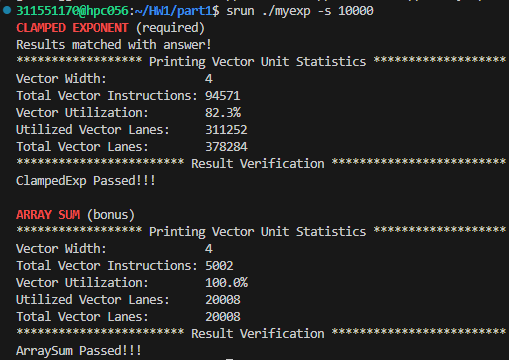 311551170@hpc056:~/HW1/part1$ srun ./myexp -s 10000
CLAMPED EXPONENT (required)
Results matched with answer!
****************** Printing Vector Unit Statistics *******************
Vector Width: 4
Total Vector Instructions: 94571
Vector Utilization: 82.3%
Utilized Vector Lanes: 311252
Total Vector Lanes: 378284
************************ Result Verification *************************
ClampedExp Passed!!!
ARRAY SUM (bonus)
****************** Printing Vector Unit Statistics *******************
Vector Width: 4
Total Vector Instructions: 5002
Vector Utilization: 100.0%
Utilized Vector Lanes: 20008
Total Vector Lanes: 20008
************************ Result Verification *************************
ArraySum Passed!!!